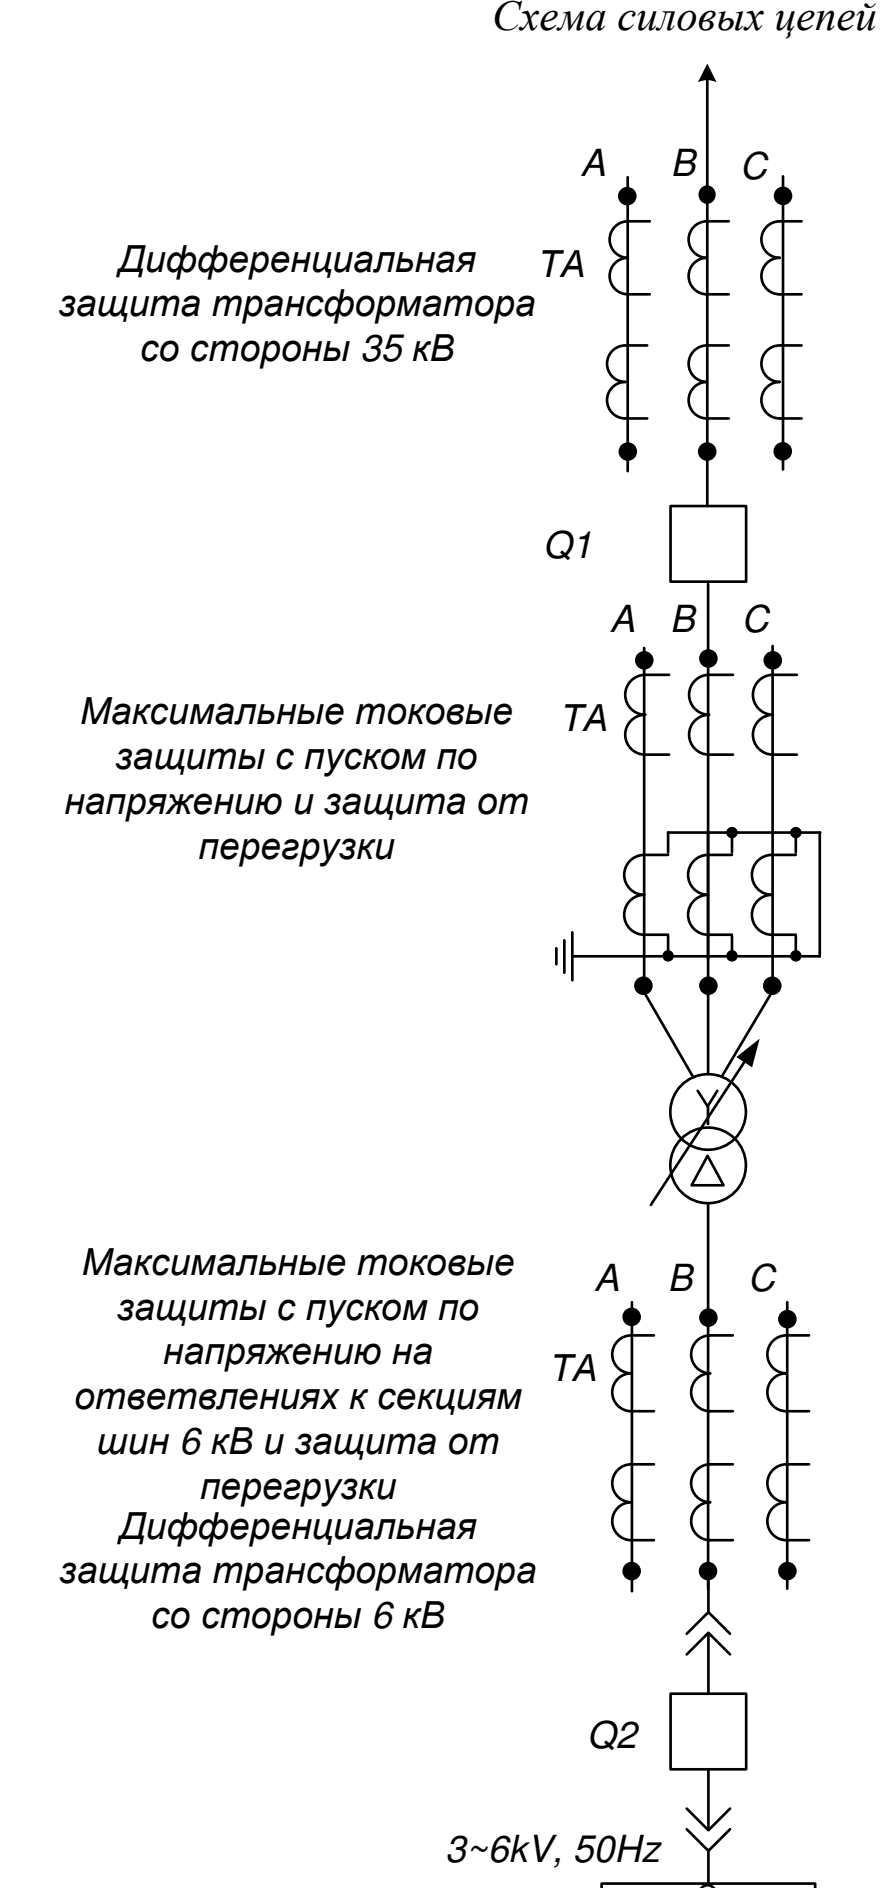 Схема силовых цепей
A B C
Дифференциальная
защита трансформатора
со стороны 35 кВ
TA
Q1
A B C
Максимальные токовые
защиты с пуском по
напряжению и защита от
перегрузки
TA
Максимальные токовые
защиты с пуском по
напряжению на
ответвлениях к секциям
шин 6 кВ и защита от
перегрузки
A B C
TA
Дифференциальная
защита трансформатора
со стороны 6 кВ
Q2
3~6kV, 50Hz